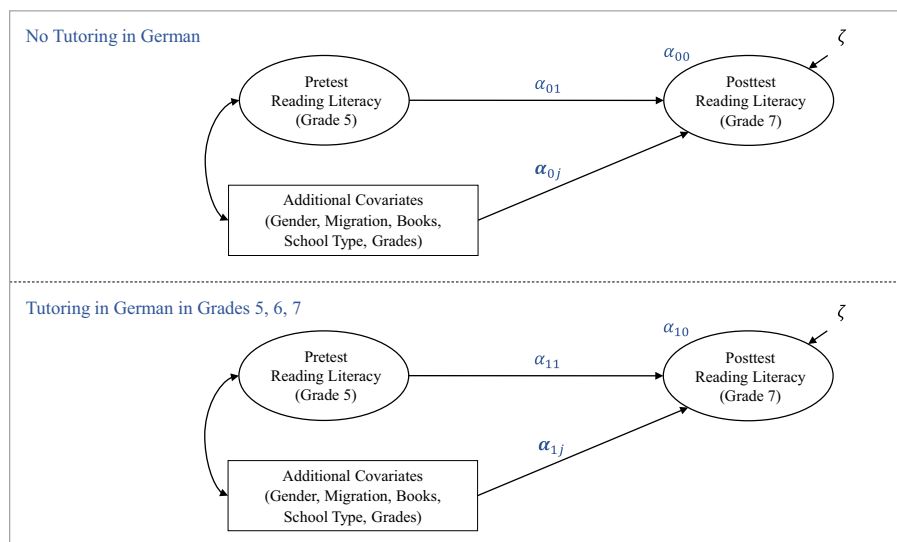 No Tutoring in German
α₀₀
ζ
Pretest
Reading Literacy
(Grade 5)
α₀₁
Posttest
Reading Literacy
(Grade 7)
α₀ⱼ
Additional Covariates
(Gender, Migration, Books,
School Type, Grades)
Tutoring in German in Grades 5, 6, 7
α₁₀
ζ
Pretest
Reading Literacy
(Grade 5)
α₁₁
Posttest
Reading Literacy
(Grade 7)
α₁ⱼ
Additional Covariates
(Gender, Migration, Books,
School Type, Grades)